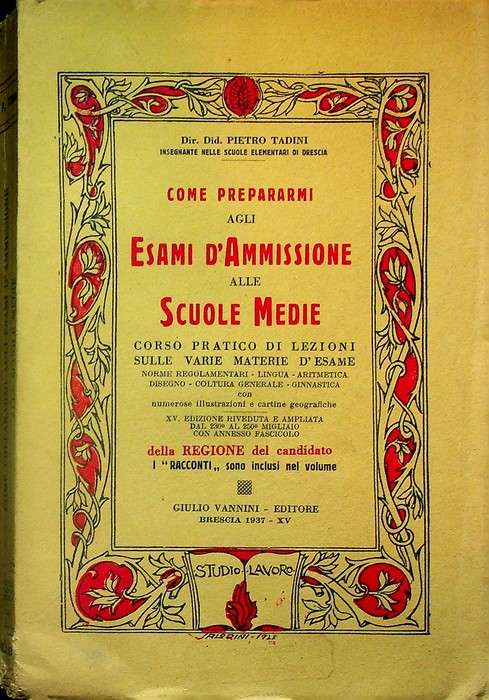 Dir. Did. PIETRO TADINI
INSEGNANTE NELLE SCUOLE ELEMENTARI DI BRESCIA
COME PREPARARMI
AGLI
ESAMI D'AMMISSIONE
ALLE
SCUOLE MEDIE
CORSO PRATICO DI LEZIONI
SULLE VARIE MATERIE D'ESAME
NORME REGOLAMENTARI - LINGUA - ARITMETICA
DISEGNO - COLTURA GENERALE - GINNASTICA
con
numerose illustrazioni e cartine geografiche
XV. EDIZIONE RIVEDUTA E AMPLIATA
DAL 230º AL 250º MIGLIAIO
CON ANNESSO FASCICOLO
della REGIONE del candidato
I "RACCONTI„ sono inclusi nel volume
GIULIO VANNINI - EDITORE
BRESCIA 1937 - XV
STUDIO LAVORO